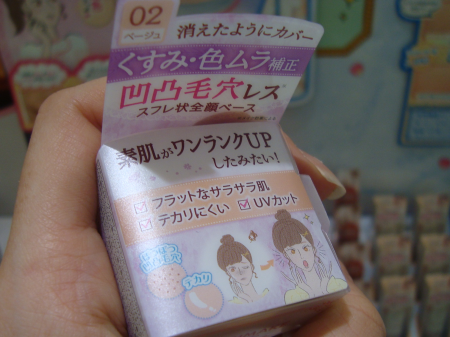 02
ベージュ
消えたようにカバー
くすみ・色ムラ補正
凹凸毛穴レス
スフレ状全顔ベース
素肌がワンランクUP
したみたい!
フラットなサラサラ肌
テカリにくい
UVカット
テカリ